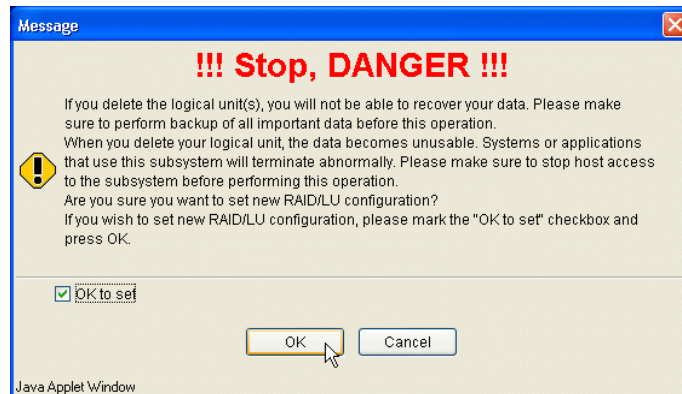 Message
!!! Stop, DANGER !!!
If you delete the logical unit(s), you will not be able to recover your data. Please make
sure to perform backup of all important data before this operation.
When you delete your logical unit, the data becomes unusable. Systems or applications
that use this subsystem will terminate abnormally. Please make sure to stop host access
to the subsystem before performing this operation.
Are you sure you want to set new RAID/LU configuration?
If you wish to set new RAID/LU configuration, please mark the "OK to set" checkbox and
press OK.
OK to set
OK Cancel
Java Applet Window